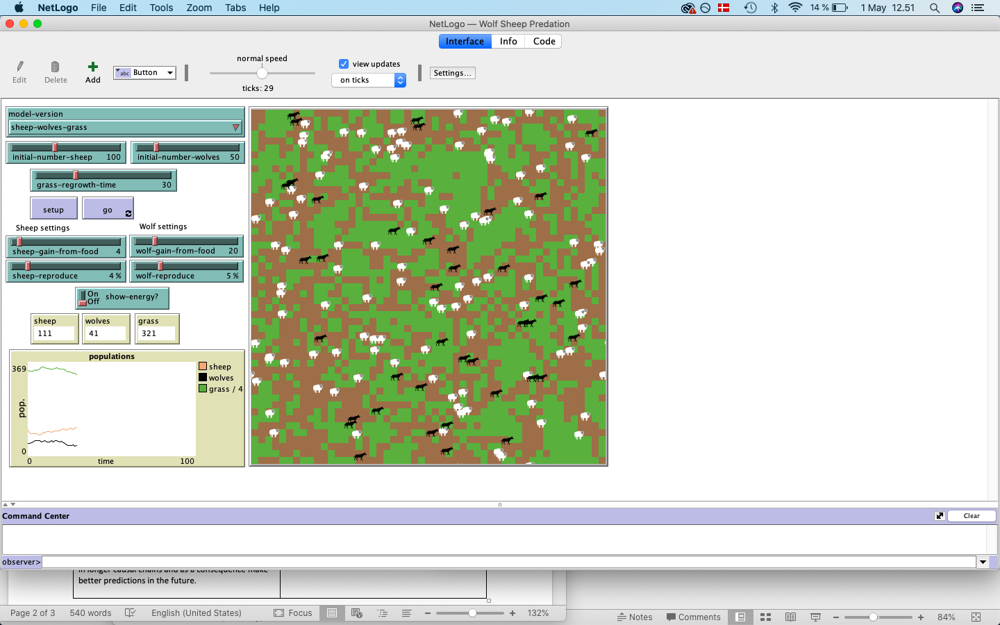 NetLogo File Edit Tools Zoom Tabs Help 14 % 1 May 12.51
NetLogo — Wolf Sheep Predation
Interface Info Code
normal speed
view updates
Edit Delete Add abc Button on ticks Settings...
ticks: 29
model-version
sheep-wolves-grass
initial-number-sheep 100 initial-number-wolves 50
grass-regrowth-time 30
setup go
Sheep settings Wolf settings
sheep-gain-from-food 4 wolf-gain-from-food 20
sheep-reproduce 4 % wolf-reproduce 5 %
On
Off show-energy?
sheep wolves grass
111 41 321
populations
369
pop.
0
0 time 100
sheep
wolves
grass / 4
Command Center Clear
observer>
in longer causal chains and as a consequence make
better predictions in the future.
Page 2 of 3 540 words English (United States) Focus 132%
Notes Comments 84%